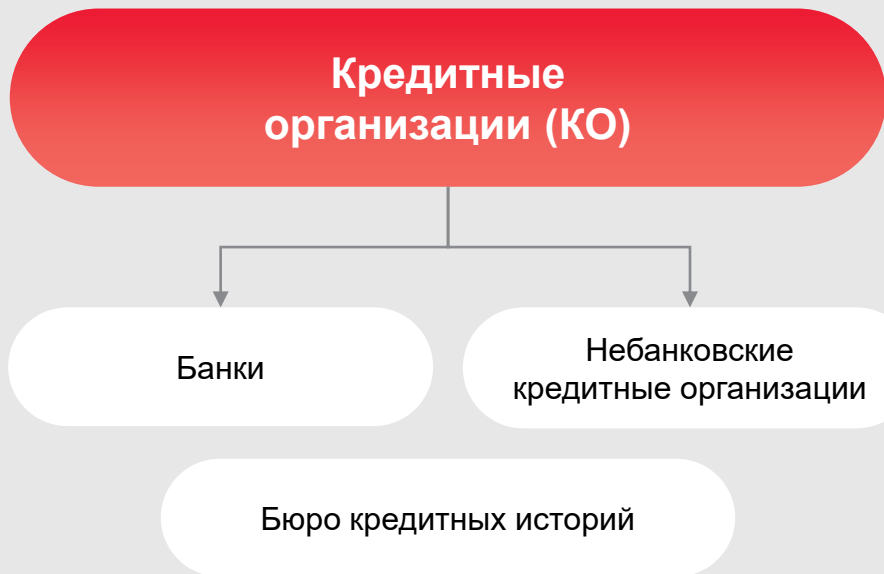 Кредитные
организации (КО)
Банки
Небанковские
кредитные организации
Бюро кредитных историй